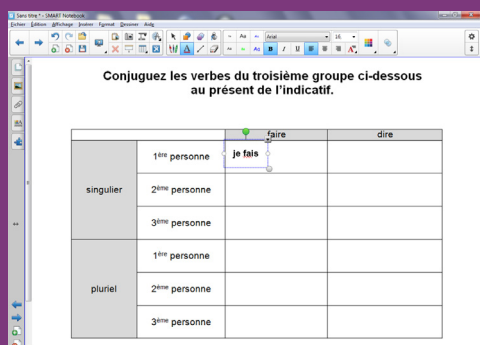 Sans titre * - SMART Notebook
Fichier Edition Affichage Insérer Format Dessiner Aide
Arial 16
B I U
Conjuguez les verbes du troisième groupe ci-dessous
au présent de l'indicatif.
faire dire
singulier
1ère personne je fais
2ème personne
3ème personne
pluriel
1ère personne
2ème personne
3ème personne